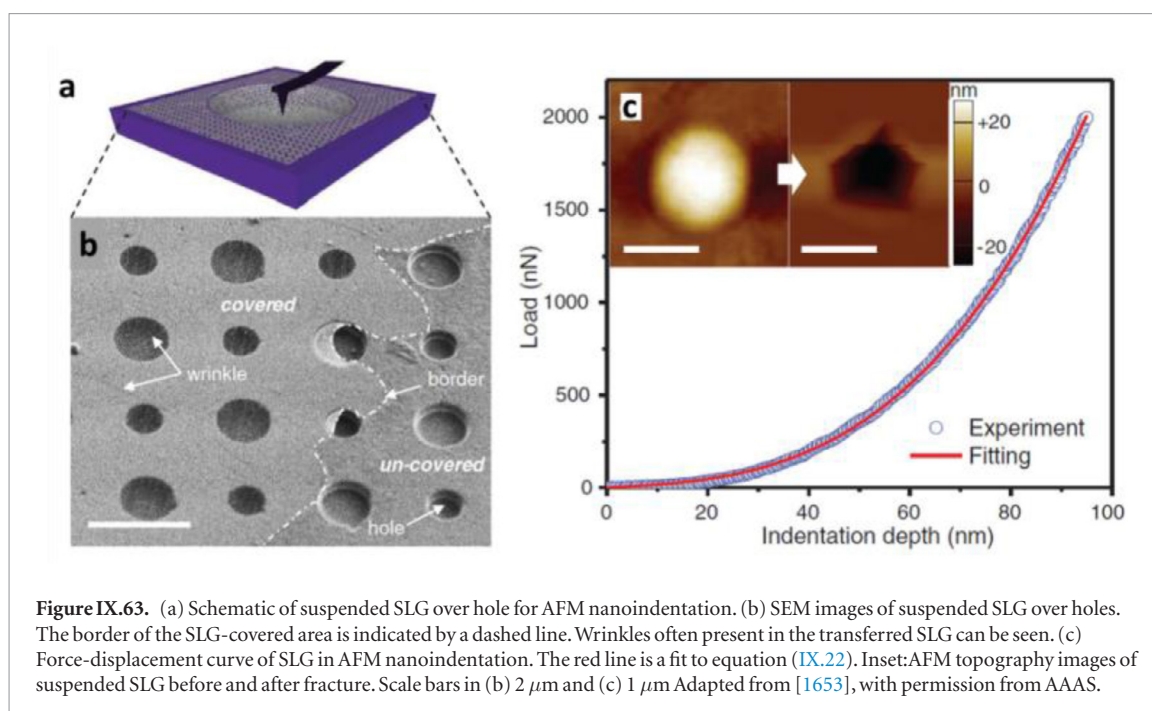 a
b
covered
wrinkle
border
un-covered
hole
c
nm
+20
0
-20
2000
1500
1000
500
0
Load (nN)
Experiment
Fitting
0 20 40 60 80 100
Indentation depth (nm)
Figure IX.63. (a) Schematic of suspended SLG over hole for AFM nanoindentation. (b) SEM images of suspended SLG over holes.
The border of the SLG-covered area is indicated by a dashed line. Wrinkles often present in the transferred SLG can be seen. (c)
Force-displacement curve of SLG in AFM nanoindentation. The red line is a fit to equation (IX.22). Inset:AFM topography images of
suspended SLG before and after fracture. Scale bars in (b) 2 μm and (c) 1 μm Adapted from [1653], with permission from AAAS.